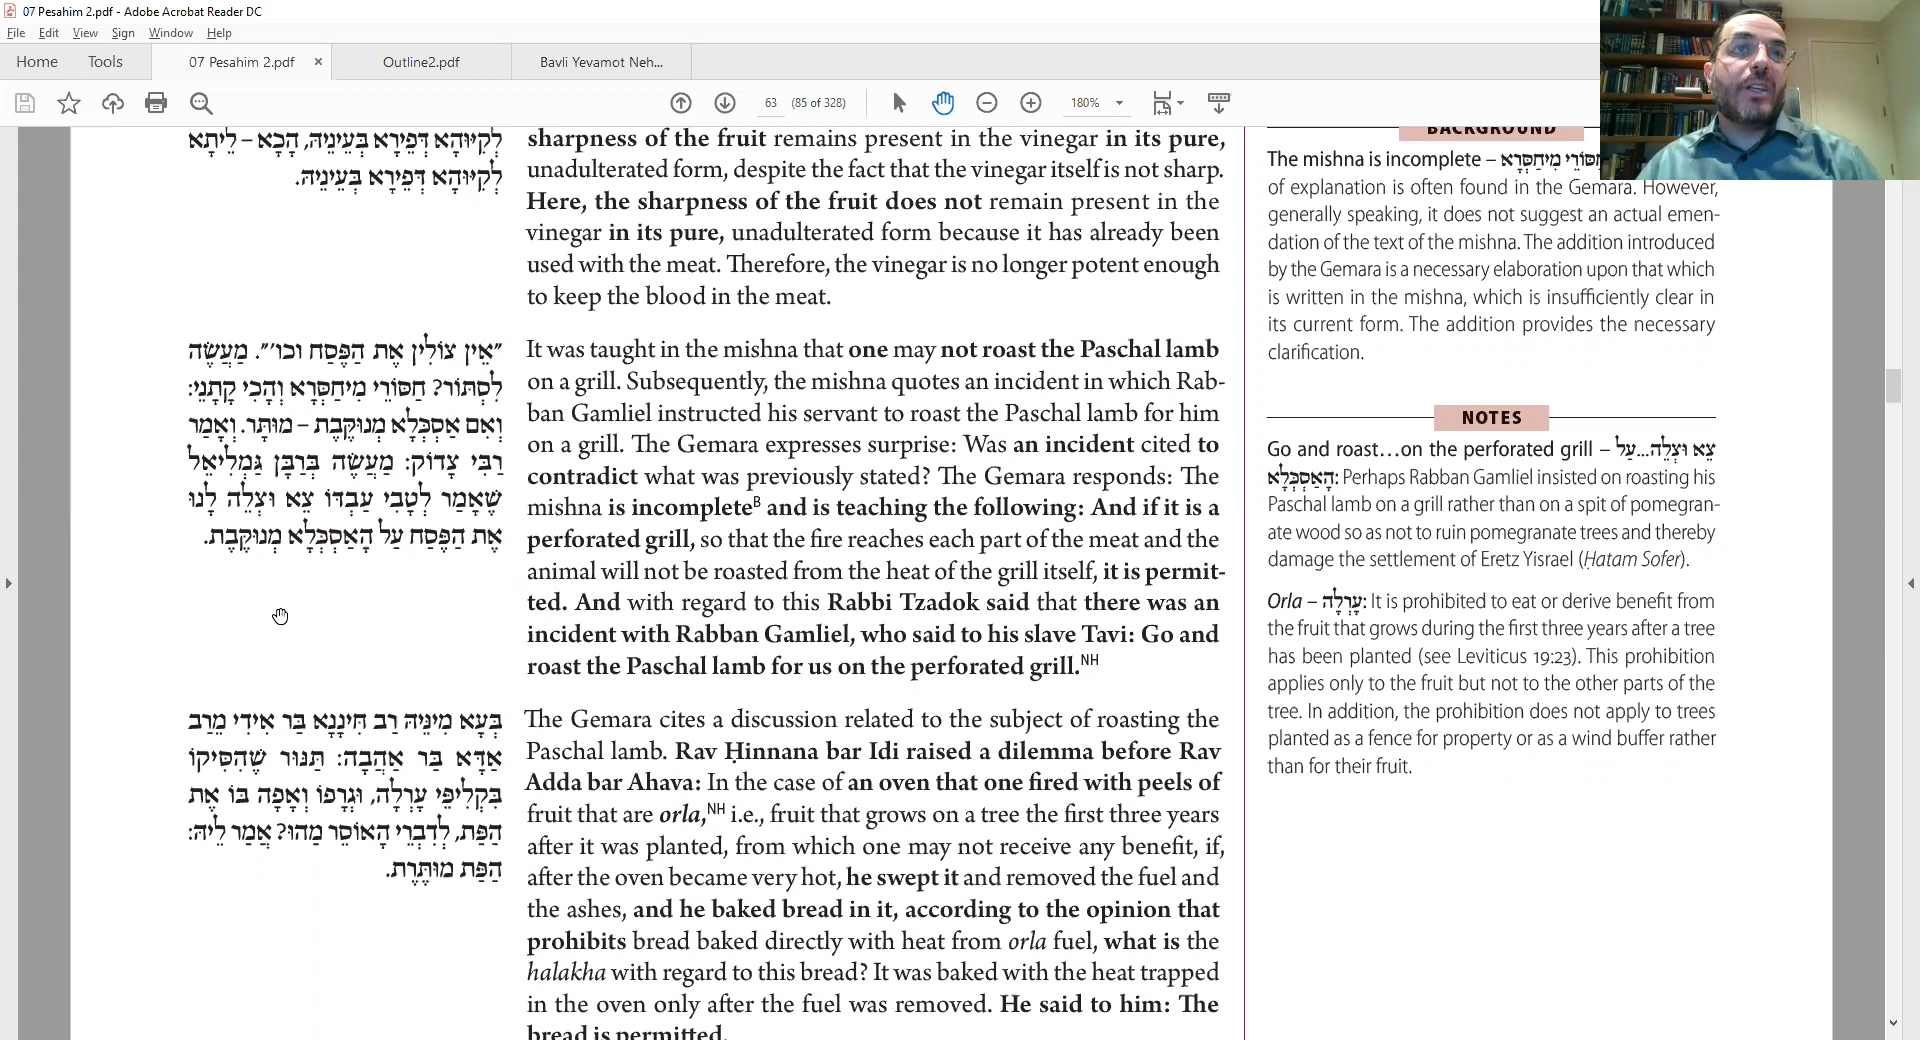 07 Pesahim 2.pdf - Adobe Acrobat Reader DC
File Edit View Sign Window Help
Home Tools 07 Pesahim 2.pdf × Outline2.pdf Bavli Yevamot Neh...
63 (85 of 328) 180%
לְקִיּוּהָא דְּפֵירָא בְּעֵינֵיהּ, הָכָא – לֵיתָא
לְקִיּוּהָא דְּפֵירָא בְּעֵינֵיהּ.
״אֵין צוֹלִין אֶת הַפֶּסַח וכו׳״. מַעֲשֶׂה
לִסְתּוֹר? חַסּוֹרֵי מִיחַסְּרָא וְהָכִי קָתָנֵי:
וְאִם אַסְכְּלָא מְנוּקֶּבֶת – מוּתָּר. וְאָמַר
רַבִּי צָדוֹק: מַעֲשֶׂה בְּרַבָּן גַּמְלִיאֵל
שֶׁאָמַר לְטָבִי עַבְדּוֹ צֵא וּצְלֵה לָנוּ
אֶת הַפֶּסַח עַל הָאַסְכְּלָא מְנוּקֶּבֶת.
בְּעָא מִינֵּיהּ רַב חִינָּנָא בַּר אִידִי מֵרַב
אַדָּא בַּר אַהֲבָה: תַּנּוּר שֶׁהִסִּיקוֹ
בִּקְלִיפֵּי עָרְלָה, וּגְרָפוֹ וְאָפָה בּוֹ אֶת
הַפַּת, לְדִבְרֵי הָאוֹסֵר מַהוּ? אֲמַר לֵיהּ:
הַפַּת מוּתֶּרֶת.
sharpness of the fruit remains present in the vinegar in its pure,
unadulterated form, despite the fact that the vinegar itself is not sharp.
Here, the sharpness of the fruit does not remain present in the
vinegar in its pure, unadulterated form because it has already been
used with the meat. Therefore, the vinegar is no longer potent enough
to keep the blood in the meat.
It was taught in the mishna that one may not roast the Paschal lamb
on a grill. Subsequently, the mishna quotes an incident in which Rab-
ban Gamliel instructed his servant to roast the Paschal lamb for him
on a grill. The Gemara expresses surprise: Was an incident cited to
contradict what was previously stated? The Gemara responds: The
mishna is incompleteᴮ and is teaching the following: And if it is a
perforated grill, so that the fire reaches each part of the meat and the
animal will not be roasted from the heat of the grill itself, it is permit-
ted. And with regard to this Rabbi Tzadok said that there was an
incident with Rabban Gamliel, who said to his slave Tavi: Go and
roast the Paschal lamb for us on the perforated grill.ᴺᴴ
The Gemara cites a discussion related to the subject of roasting the
Paschal lamb. Rav Ḥinnana bar Idi raised a dilemma before Rav
Adda bar Ahava: In the case of an oven that one fired with peels of
fruit that are orla,ᴺᴴ i.e., fruit that grows on a tree the first three years
after it was planted, from which one may not receive any benefit, if,
after the oven became very hot, he swept it and removed the fuel and
the ashes, and he baked bread in it, according to the opinion that
prohibits bread baked directly with heat from orla fuel, what is the
halakha with regard to this bread? It was baked with the heat trapped
in the oven only after the fuel was removed. He said to him: The
bread is permitted.
BACKGROUND
The mishna is incomplete – חַסּוֹרֵי מִיחַסְּרָא
of explanation is often found in the Gemara. However,
generally speaking, it does not suggest an actual emen-
dation of the text of the mishna. The addition introduced
by the Gemara is a necessary elaboration upon that which
is written in the mishna, which is insufficiently clear in
its current form. The addition provides the necessary
clarification.
NOTES
Go and roast…on the perforated grill – צֵא וּצְלֵה...עַל
הָאַסְכְּלָא: Perhaps Rabban Gamliel insisted on roasting his
Paschal lamb on a grill rather than on a spit of pomegran-
ate wood so as not to ruin pomegranate trees and thereby
damage the settlement of Eretz Yisrael (Ḥatam Sofer).
Orla – עָרְלָה: It is prohibited to eat or derive benefit from
the fruit that grows during the first three years after a tree
has been planted (see Leviticus 19:23). This prohibition
applies only to the fruit but not to the other parts of the
tree. In addition, the prohibition does not apply to trees
planted as a fence for property or as a wind buffer rather
than for their fruit.